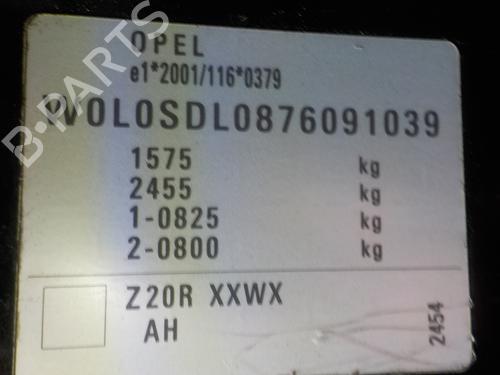 OPEL
e1*2001/116*0379
W0L0SDL0876091039
1575 kg
2455 kg
1-0825 kg
2-0800 kg
Z20R XXWX
AH
2454
B-PARTS